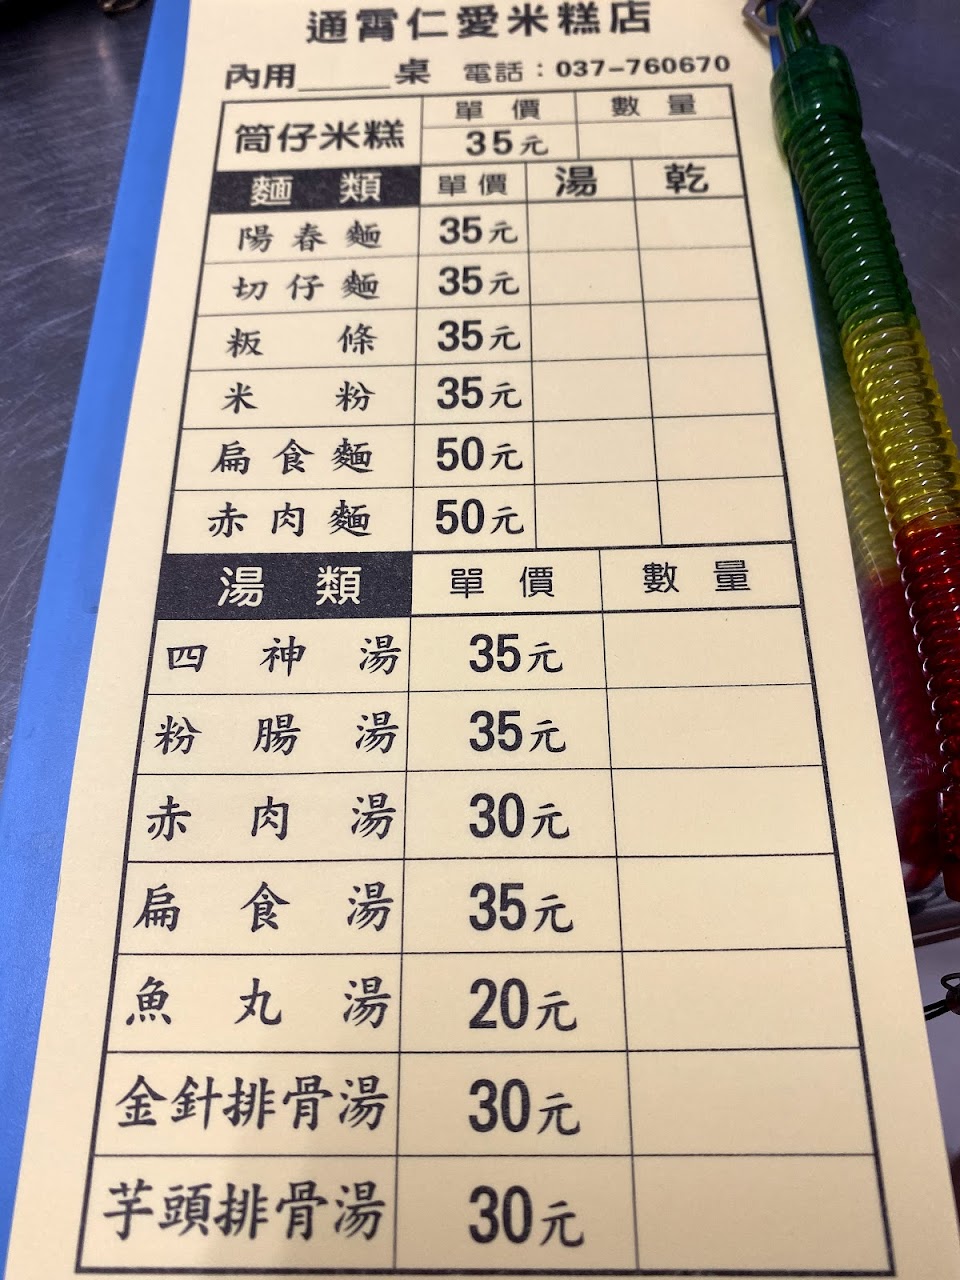 通霄仁愛米糕店
內用_____桌 電話：037-760670
筒仔米糕 單價 數量
35元
麵類 單價 湯 乾
陽春麵 35元
切仔麵 35元
粄條 35元
米粉 35元
扁食麵 50元
赤肉麵 50元
湯類 單價 數量
四神湯 35元
粉腸湯 35元
赤肉湯 30元
扁食湯 35元
魚丸湯 20元
金針排骨湯 30元
芋頭排骨湯 30元